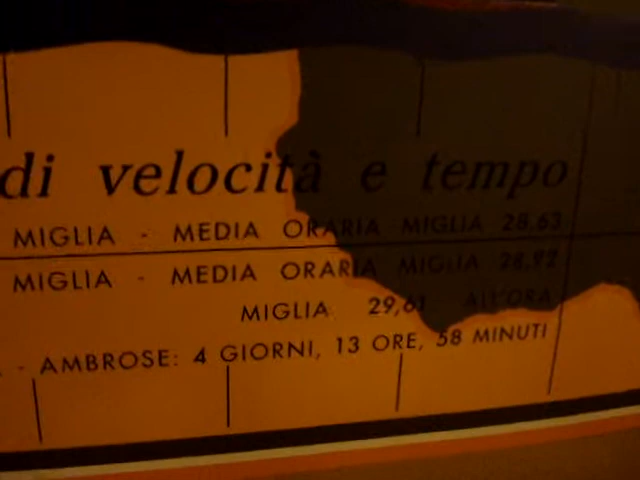 di velocità e tempo
MIGLIA - MEDIA ORARIA MIGLIA 28,63
MIGLIA - MEDIA ORARIA MIGLIA 28,92
MIGLIA 29,61 ALL'ORA
- AMBROSE: 4 GIORNI, 13 ORE, 58 MINUTI